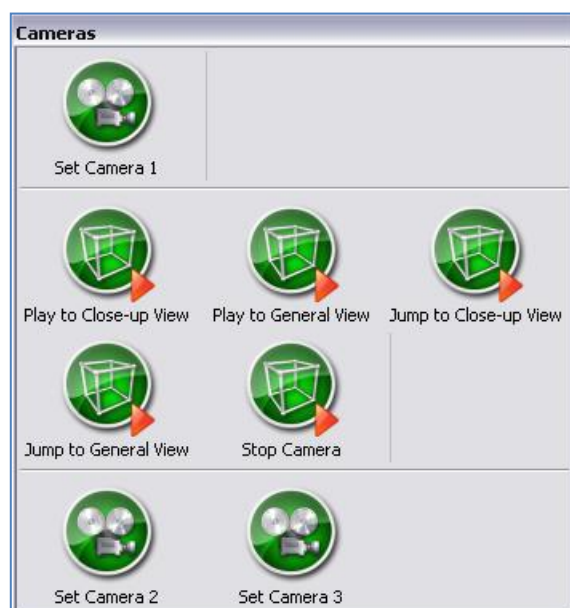 Cameras
Set Camera 1
Play to Close-up View
Play to General View
Jump to Close-up View
Jump to General View
Stop Camera
Set Camera 2
Set Camera 3